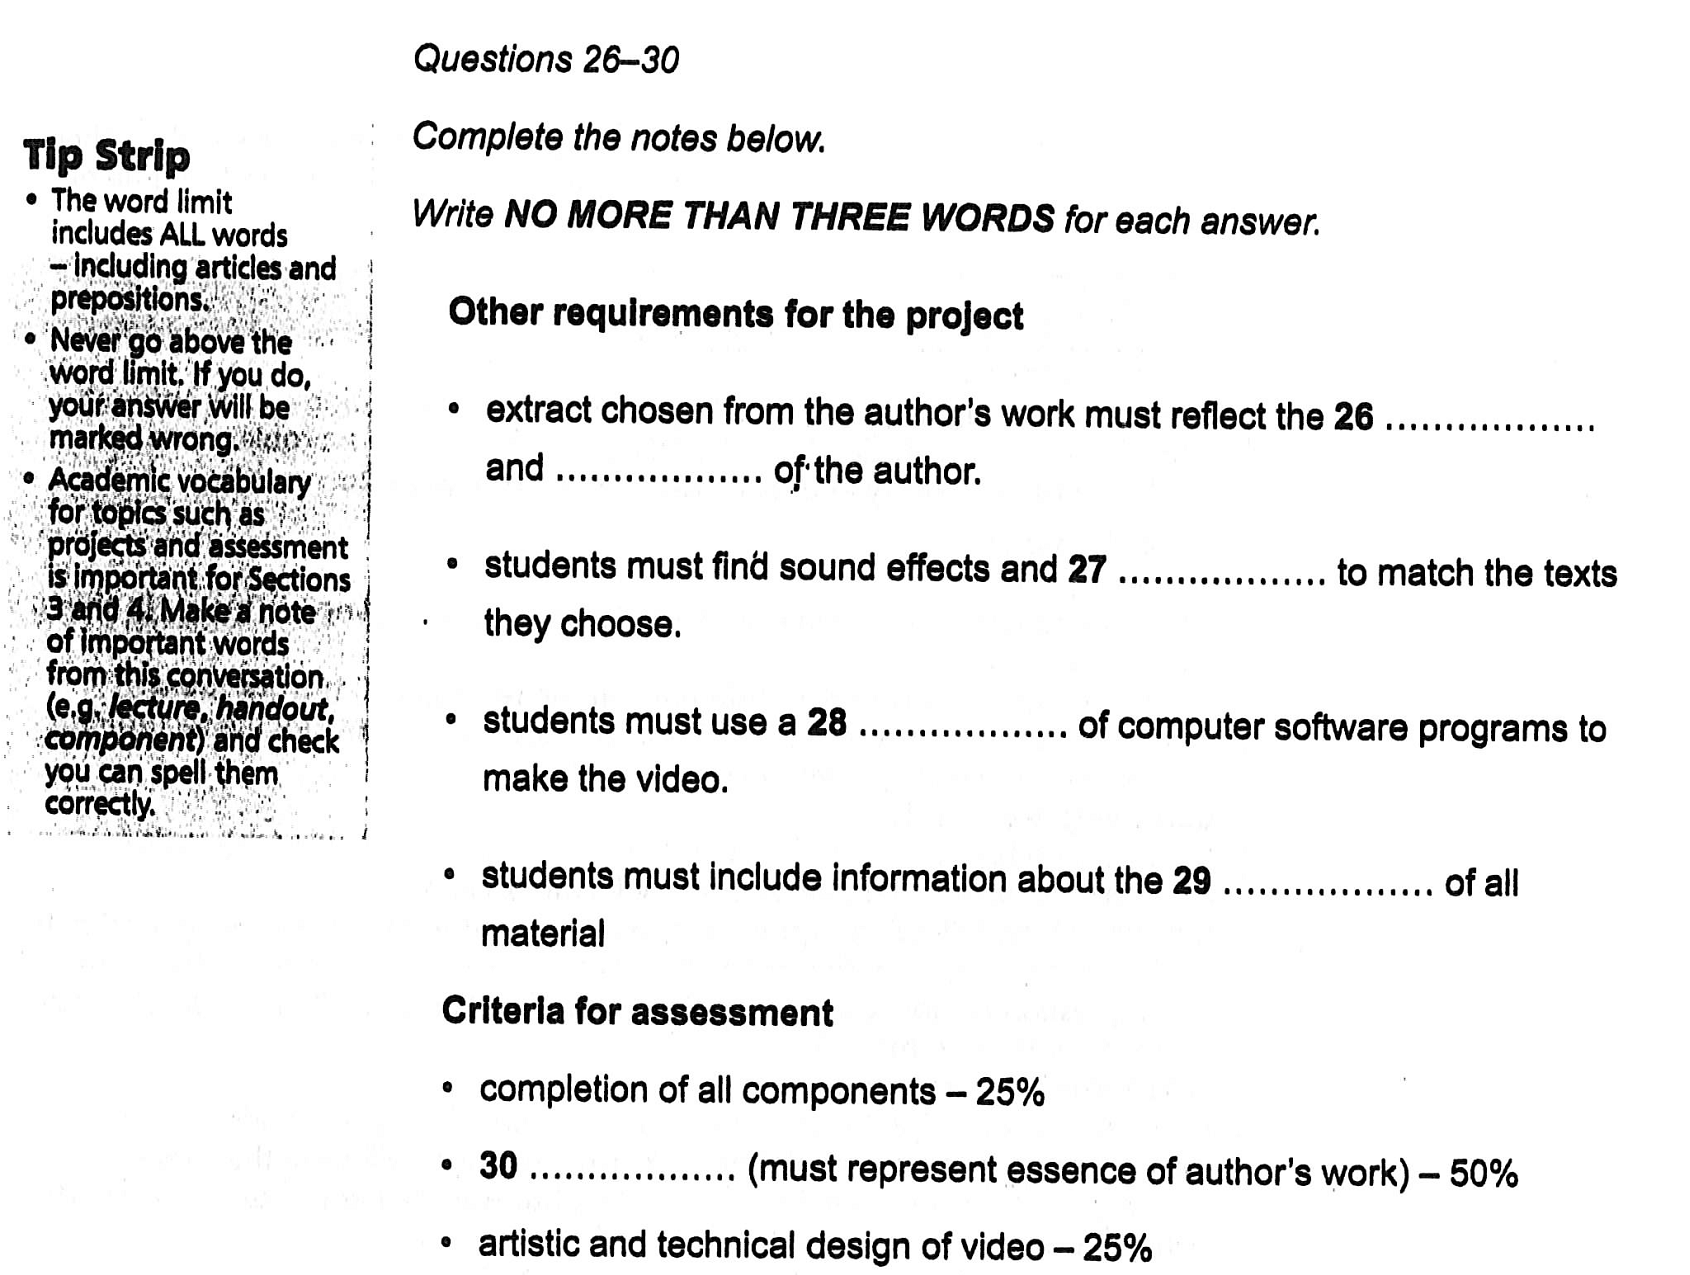 Questions 26–30
Complete the notes below.
Write NO MORE THAN THREE WORDS for each answer.
Tip Strip
• The word limit
includes ALL words
– including articles and
prepositions.
• Never go above the
word limit. If you do,
your answer will be
marked wrong.
• Academic vocabulary
for topics such as
projects and assessment
is important for Sections
3 and 4. Make a note
of important words
from this conversation
(e.g. lecture, handout,
component) and check
you can spell them
correctly.
Other requirements for the project
• extract chosen from the author's work must reflect the 26 ..................
and .................. of the author.
• students must find sound effects and 27 .................. to match the texts
they choose.
• students must use a 28 .................. of computer software programs to
make the video.
• students must include information about the 29 .................. of all
material
Criteria for assessment
• completion of all components – 25%
• 30 .................. (must represent essence of author's work) – 50%
• artistic and technical design of video – 25%